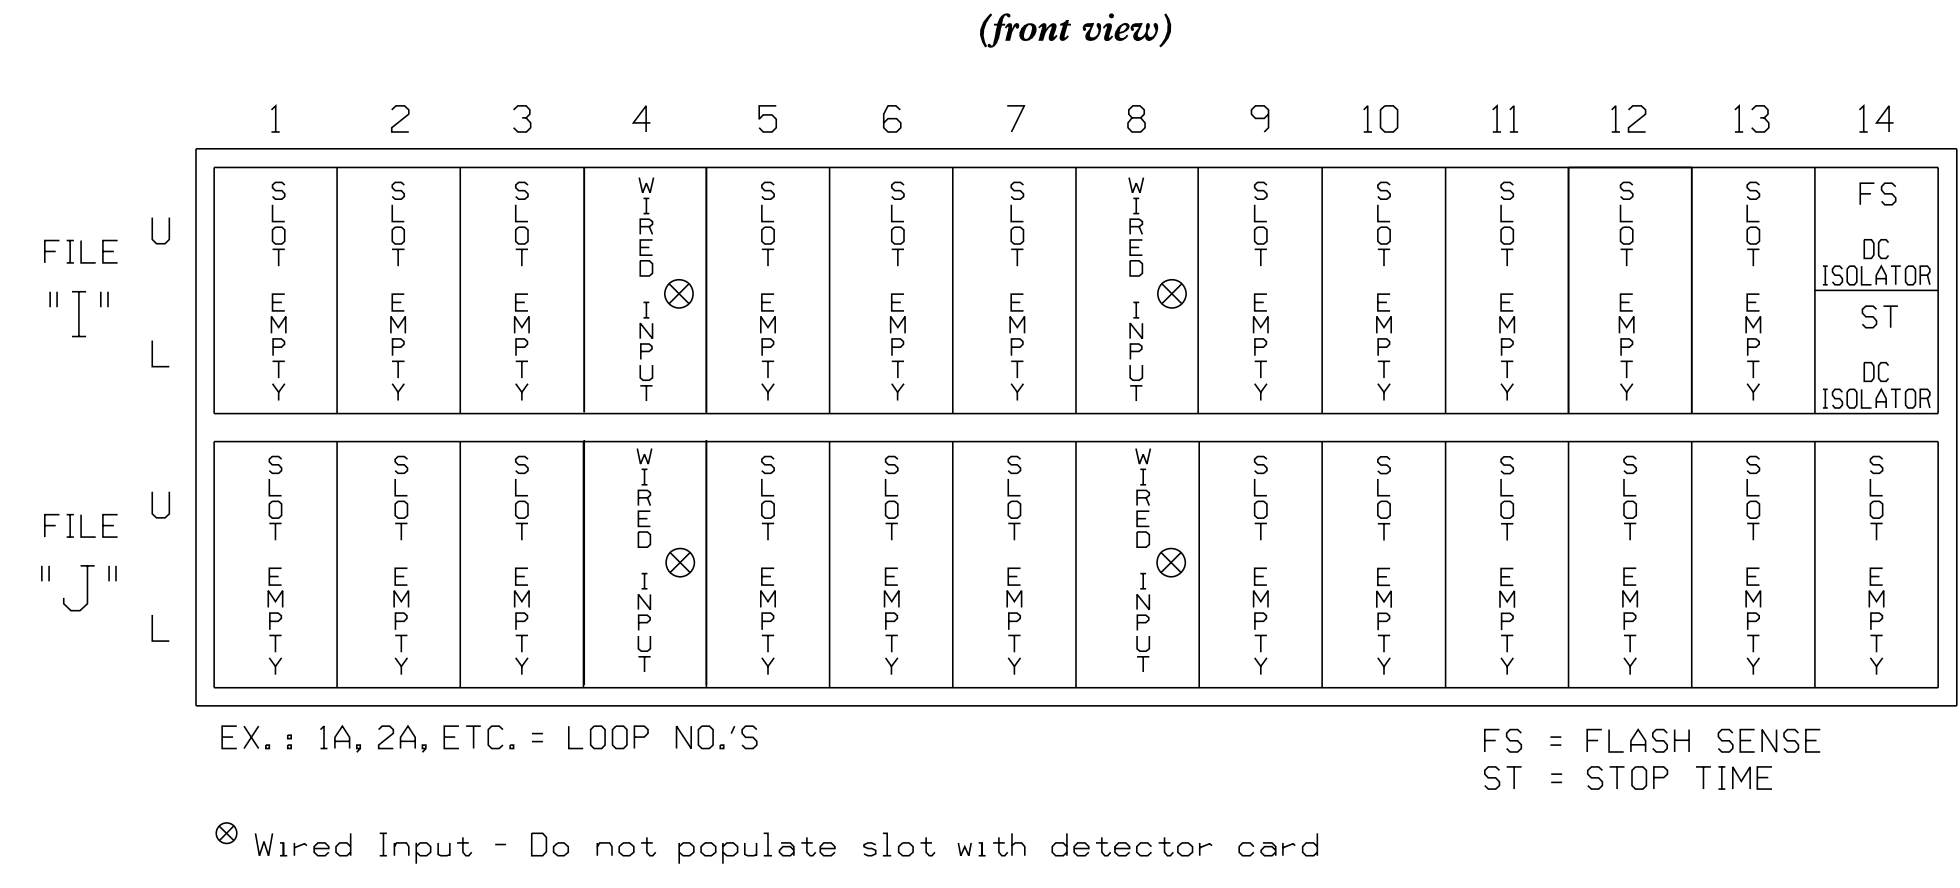 (front view)
1 2 3 4 5 6 7 8 9 10 11 12 13 14
FILE
"I"
U
L
SLOT EMPTY
SLOT EMPTY
SLOT EMPTY
WIRED INPUT
SLOT EMPTY
SLOT EMPTY
SLOT EMPTY
WIRED INPUT
SLOT EMPTY
SLOT EMPTY
SLOT EMPTY
SLOT EMPTY
SLOT EMPTY
FS
DC
ISOLATOR
ST
DC
ISOLATOR
FILE
"J"
U
L
SLOT EMPTY
SLOT EMPTY
SLOT EMPTY
WIRED INPUT
SLOT EMPTY
SLOT EMPTY
SLOT EMPTY
WIRED INPUT
SLOT EMPTY
SLOT EMPTY
SLOT EMPTY
SLOT EMPTY
SLOT EMPTY
SLOT EMPTY
EX.: 1A, 2A, ETC. = LOOP NO.'S
FS = FLASH SENSE
ST = STOP TIME
⊗ Wired Input - Do not populate slot with detector card